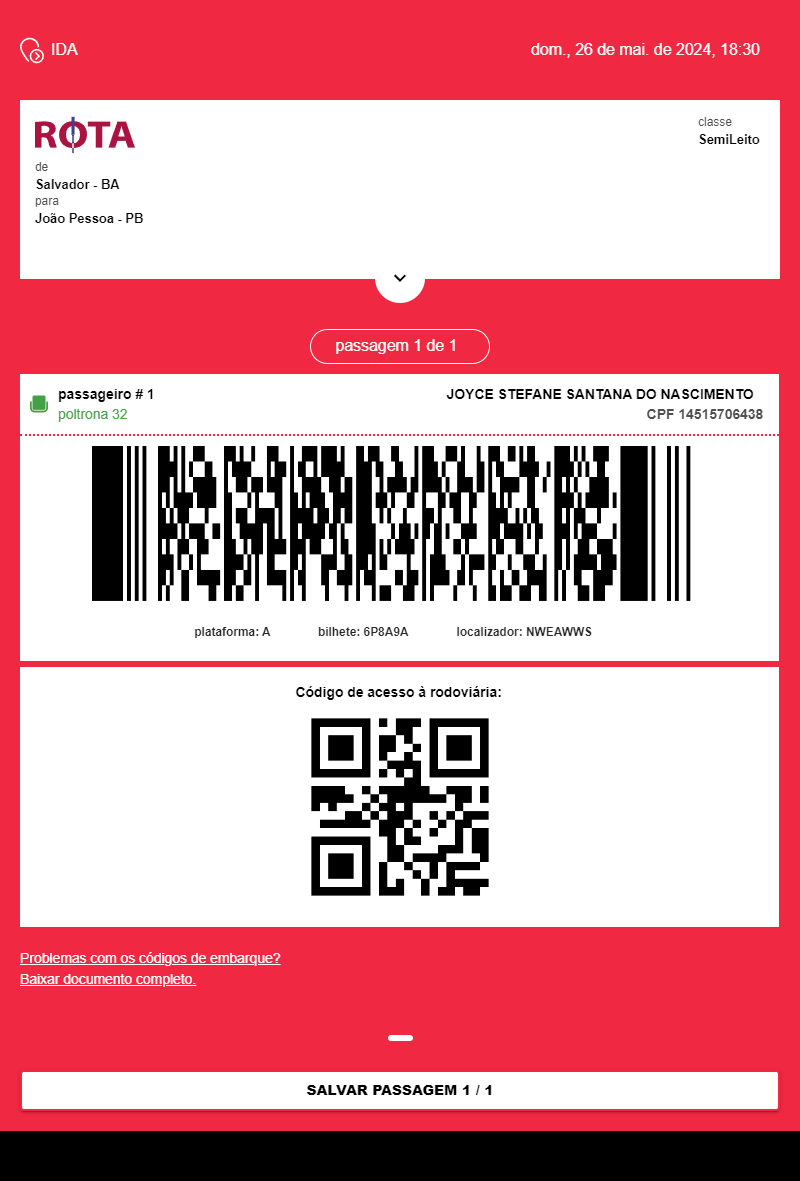 IDA
dom., 26 de mai. de 2024, 18:30
ROTA
classe
SemiLeito
de
Salvador - BA
para
João Pessoa - PB
passagem 1 de 1
passageiro # 1
JOYCE STEFANE SANTANA DO NASCIMENTO
poltrona 32
CPF 14515706438
plataforma: A bilhete: 6P8A9A localizador: NWEAWWS
Código de acesso à rodoviária:
Problemas com os códigos de embarque?
Baixar documento completo.
SALVAR PASSAGEM 1 / 1